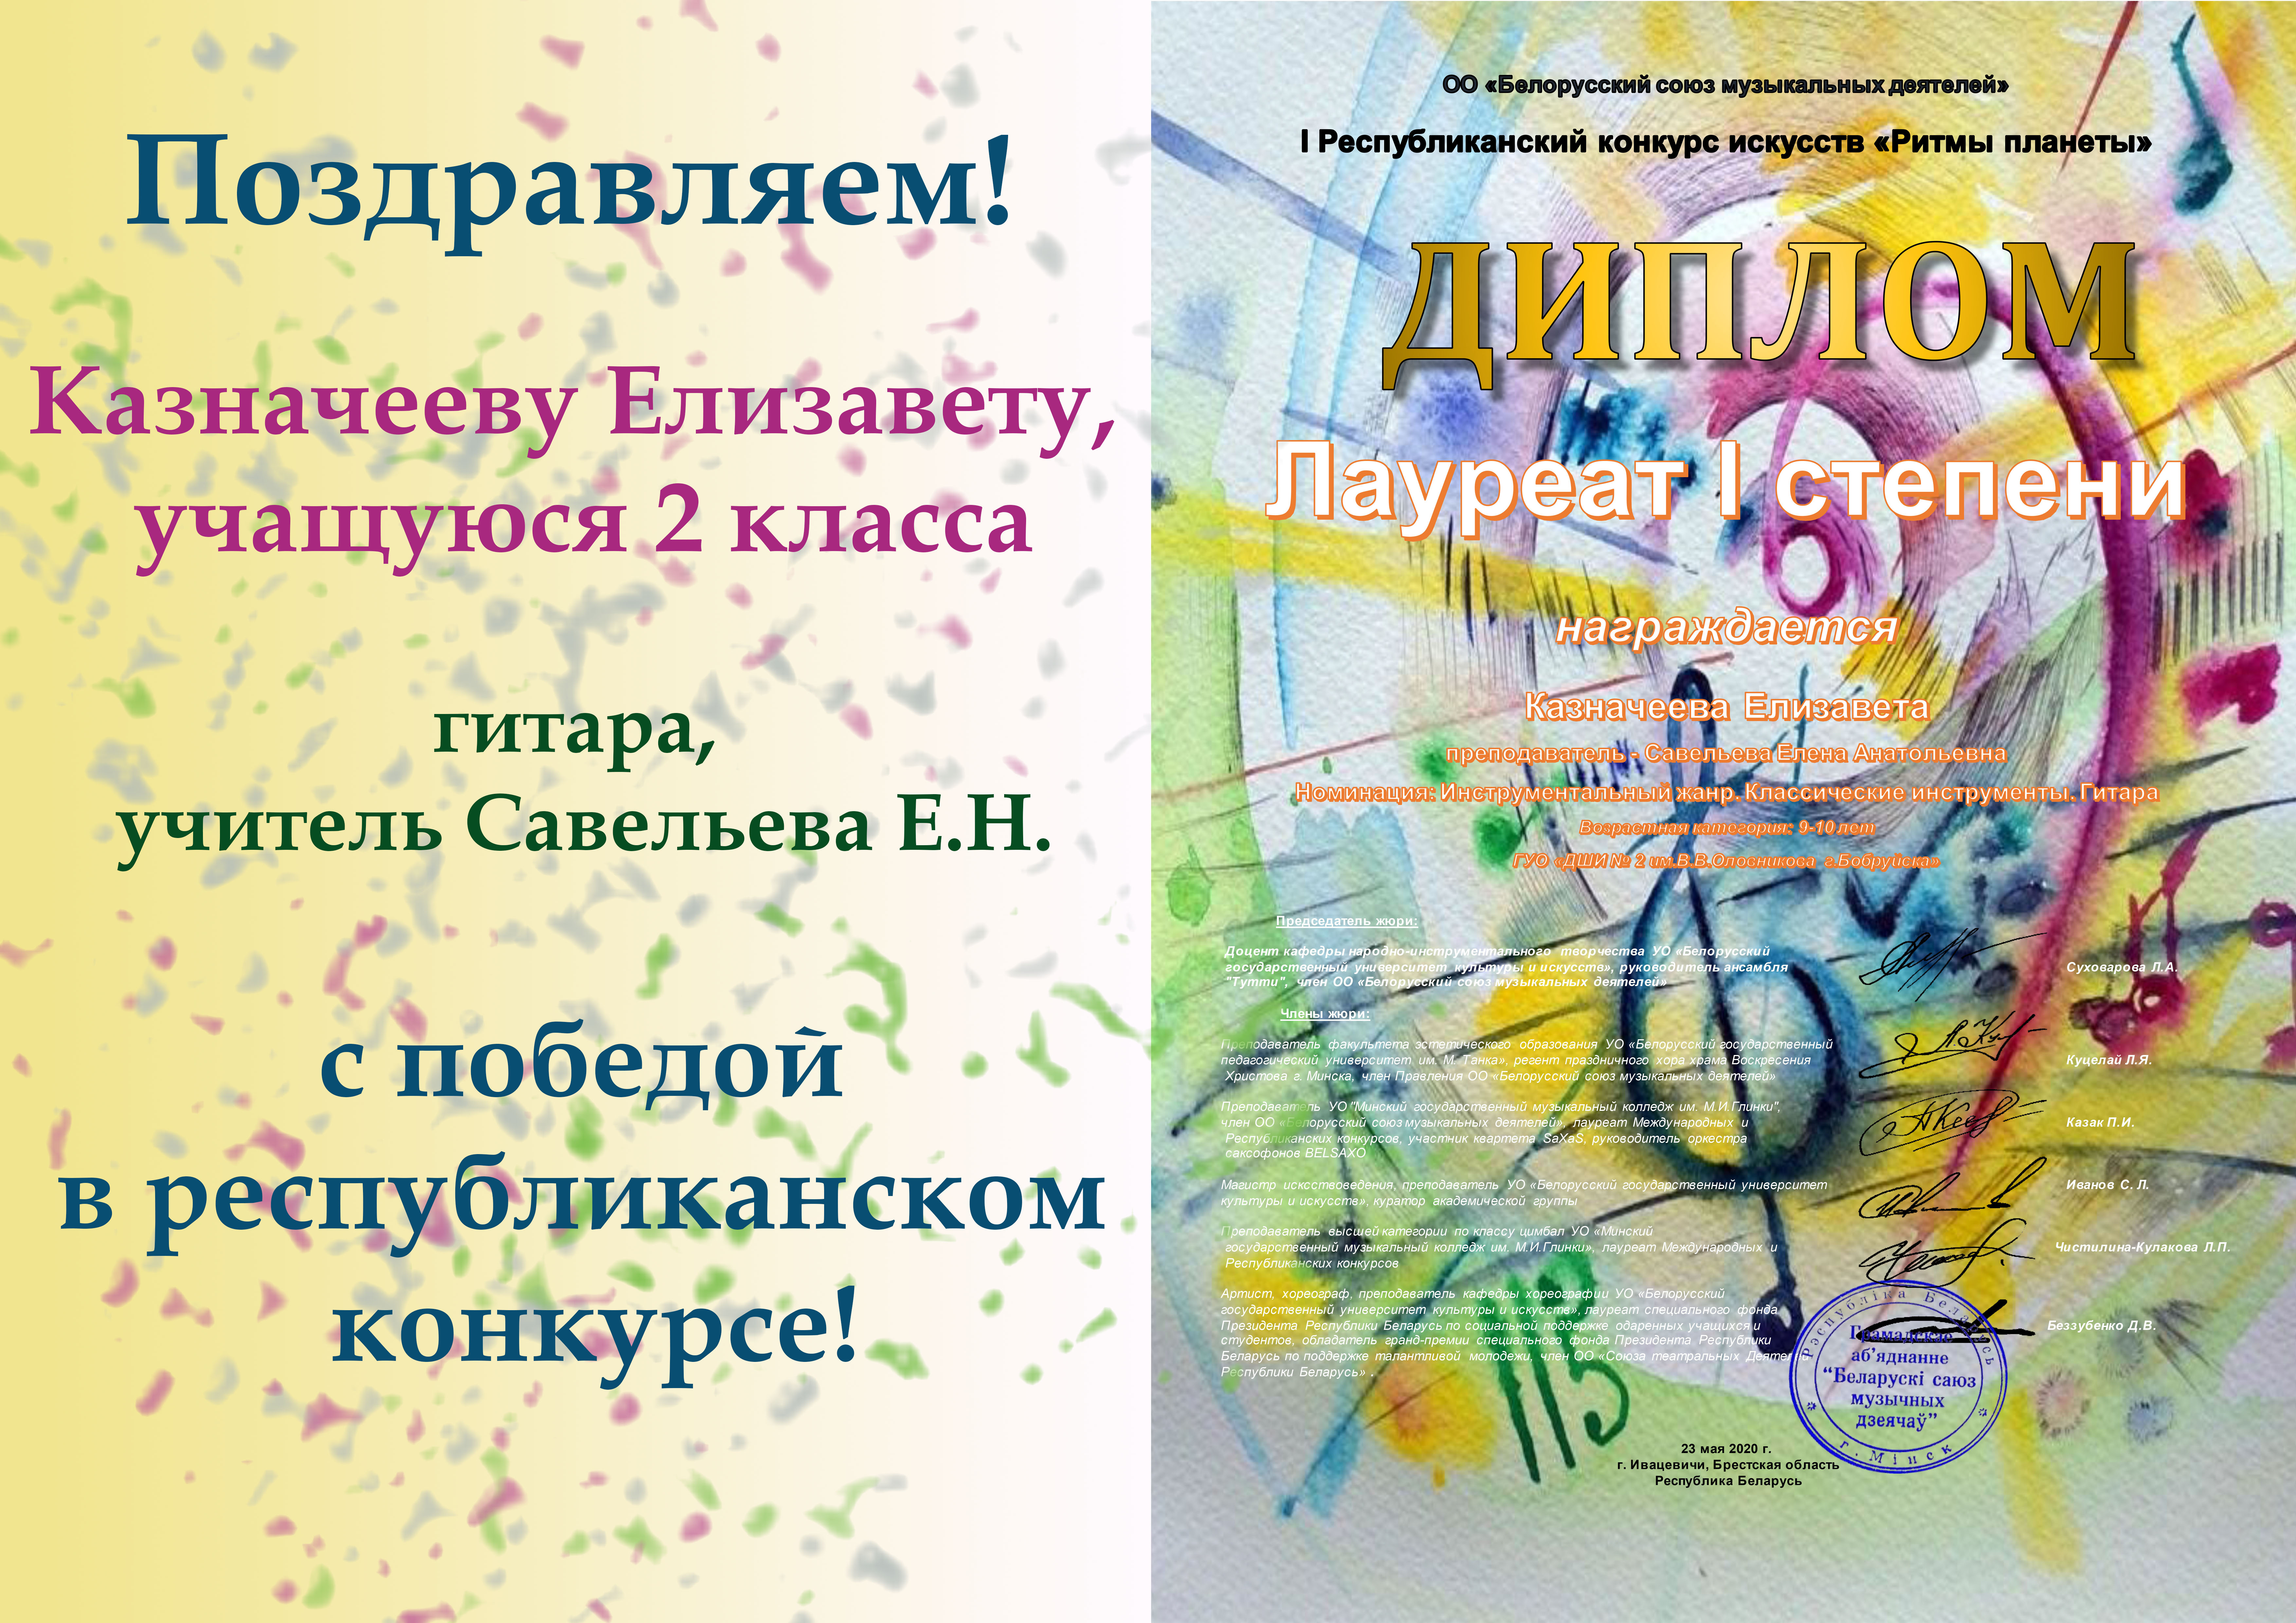 Поздравляем!
Казначееву Елизавету,
учащуюся 2 класса
гитара,
учитель Савельева Е.Н.
с победой
в республиканском
конкурсе!
ОО «Белорусский союз музыкальных деятелей»
I Республиканский конкурс искусств «Ритмы планеты»
ДИПЛОМ
Лауреат I степени
награждается
Казначеева Елизавета
преподаватель - Савельева Елена Анатольевна
Номинация: Инструментальный жанр. Классические инструменты. Гитара
Возрастная категория: 9-10 лет
ГУО «ДШИ № 2 им.В.В.Оловникова г.Бобруйска»
Председатель жюри:
Доцент кафедры народно-инструментального творчества УО «Белорусский
государственный университет культуры и искусств», руководитель ансамбля
"Тутти", член ОО «Белорусский союз музыкальных деятелей»
Суховарова Л.А.
Члены жюри:
Преподаватель факультета эстетического образования УО «Белорусский государственный
педагогический университет им. М. Танка», регент праздничного хора храма Воскресения
Христова г. Минска, член Правления ОО «Белорусский союз музыкальных деятелей»
Куцелай Л.Я.
Преподаватель УО "Минский государственный музыкальный колледж им. М.И.Глинки",
член ОО «Белорусский союз музыкальных деятелей», лауреат Международных и
Республиканских конкурсов, участник квартета SaXaS, руководитель оркестра
саксофонов BELSAXO
Казак П.И.
Магистр искусствоведения, преподаватель УО «Белорусский государственный университет
культуры и искусств», куратор академической группы
Иванов С. Л.
Преподаватель высшей категории по классу цимбал УО «Минский
государственный музыкальный колледж им. М.И.Глинки», лауреат Международных и
Республиканских конкурсов
Чистилина-Кулакова Л.П.
Артист, хореограф, преподаватель кафедры хореографии УО «Белорусский
государственный университет культуры и искусств», лауреат специального фонда
Президента Республики Беларусь по социальной поддержке одаренных учащихся и
студентов, обладатель гранд-премии специального фонда Президента Республики
Беларусь по поддержке талантливой молодежи, член ОО «Союза театральных
Республики Беларусь» .
Беззубенко Д.В.
Рэспубліка Беларусь
Грамадскае
аб'яднанне
“Беларускі саюз
музычных
дзеячаў”
г. Мінск
113
23 мая 2020 г.
г. Ивацевичи, Брестская область
Республика Беларусь